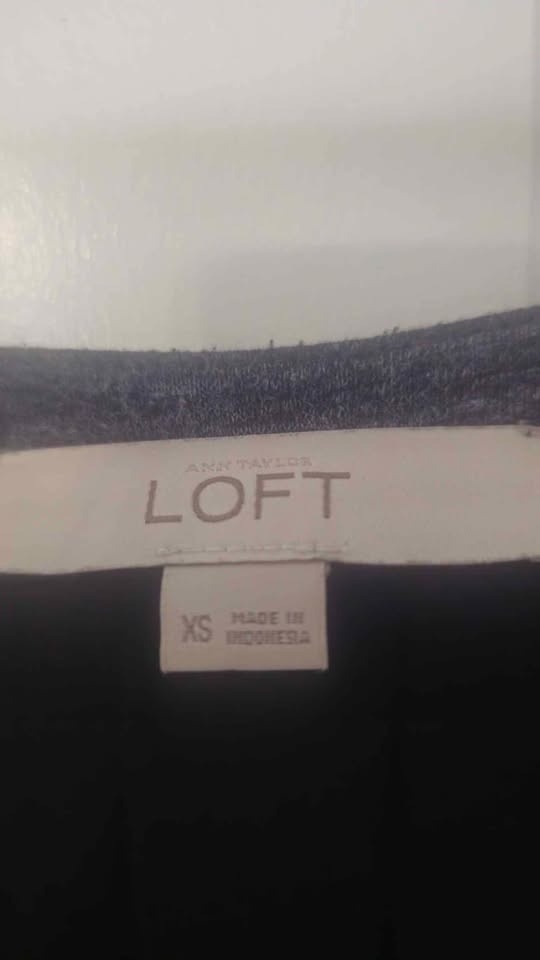 ANN TAYLOR
LOFT
XS
MADE IN
INDONESIA